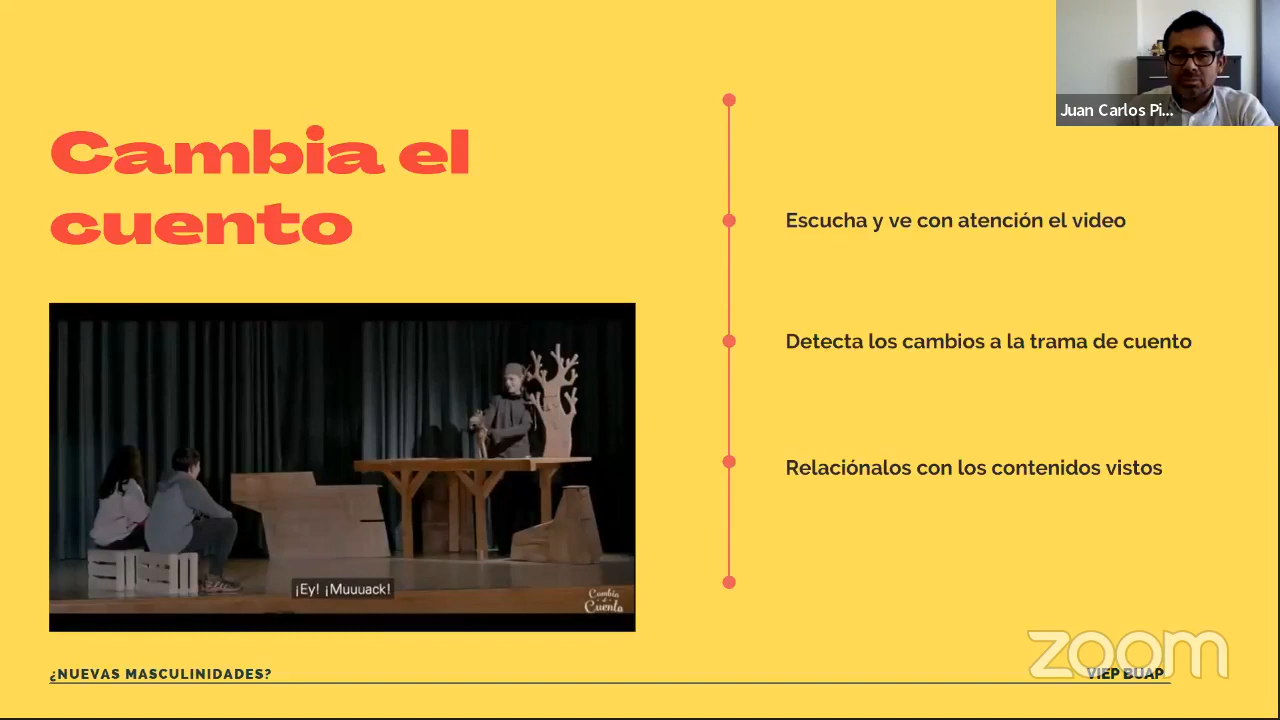 Juan Carlos Pi...
Cambia el
cuento
Escucha y ve con atención el video
Detecta los cambios a la trama de cuento
Relaciónalos con los contenidos vistos
¡Ey! ¡Muuuack!
Cambia
el
Cuento
¿NUEVAS MASCULINIDADES?
VIEP BUAP
zoom